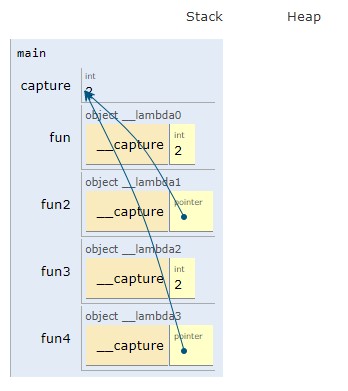 Stack Heap
main
capture
int
2
object __lambda0
fun
__capture
int
2
object __lambda1
fun2
__capture
pointer
object __lambda2
fun3
__capture
int
2
object __lambda3
fun4
__capture
pointer